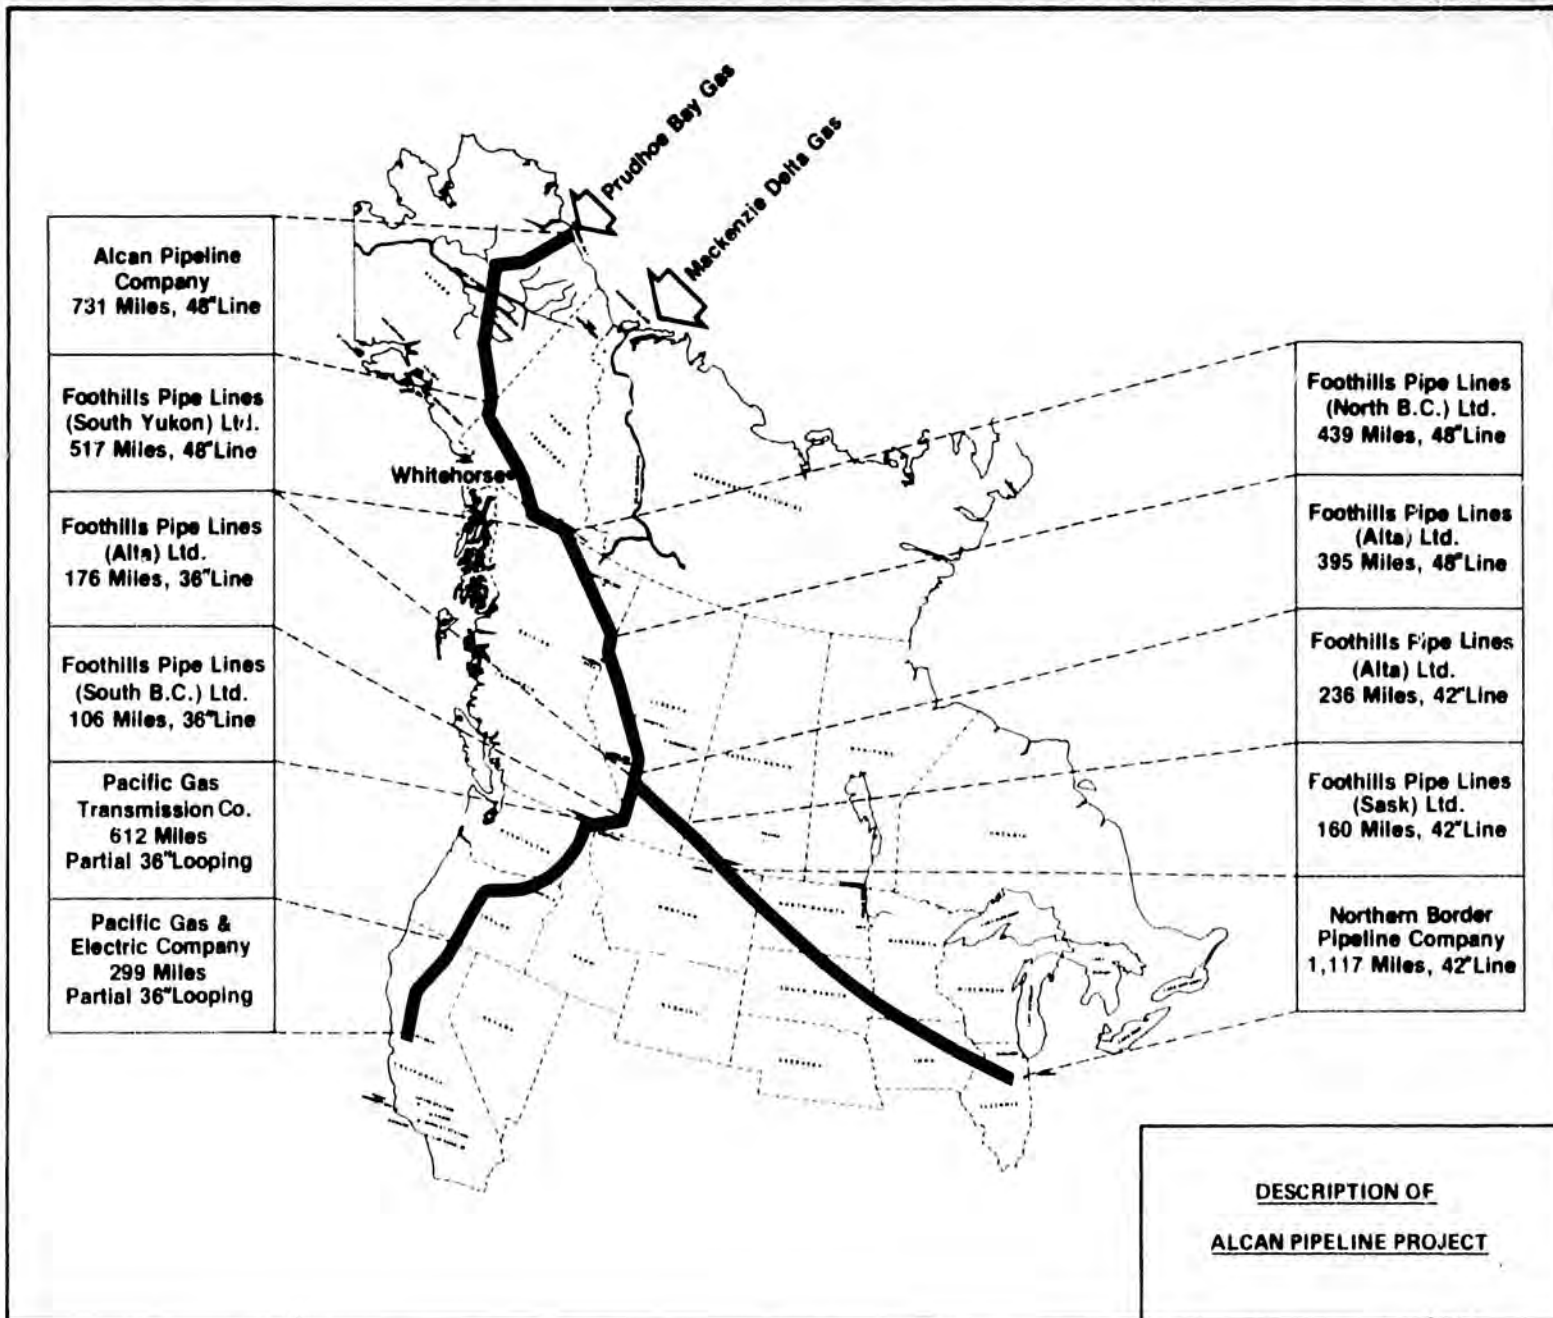 Prudhoe Bay Gas
Mackenzie Delta Gas
Alcan Pipeline
Company
731 Miles, 48"Line
Foothills Pipe Lines
(South Yukon) Ltd.
517 Miles, 48"Line
Foothills Pipe Lines
(Alta) Ltd.
176 Miles, 36"Line
Foothills Pipe Lines
(South B.C.) Ltd.
106 Miles, 36"Line
Pacific Gas
Transmission Co.
612 Miles
Partial 36"Looping
Pacific Gas &
Electric Company
299 Miles
Partial 36"Looping
Whitehorse
Foothills Pipe Lines
(North B.C.) Ltd.
439 Miles, 48"Line
Foothills Pipe Lines
(Alta) Ltd.
395 Miles, 48"Line
Foothills Pipe Lines
(Alta) Ltd.
236 Miles, 42"Line
Foothills Pipe Lines
(Sask) Ltd.
160 Miles, 42"Line
Northern Border
Pipeline Company
1,117 Miles, 42"Line
DESCRIPTION OF
ALCAN PIPELINE PROJECT